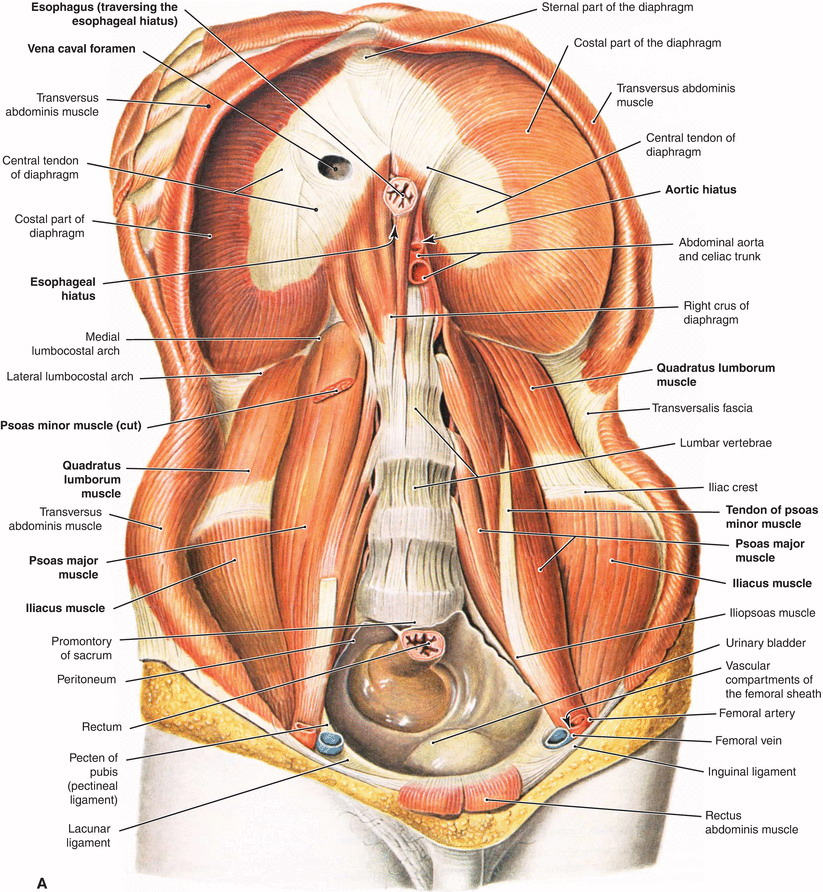 Esophagus (traversing the
esophageal hiatus)
Vena caval foramen
Transversus
abdominis muscle
Central tendon
of diaphragm
Costal part of
diaphragm
Esophageal
hiatus
Medial
lumbocostal arch
Lateral lumbocostal arch
Psoas minor muscle (cut)
Quadratus
lumborum
muscle
Transversus
abdominis muscle
Psoas major
muscle
Iliacus muscle
Promontory
of sacrum
Peritoneum
Rectum
Pecten of
pubis
(pectineal
ligament)
Lacunar
ligament
A
Sternal part of the diaphragm
Costal part of the diaphragm
Transversus abdominis
muscle
Central tendon of
diaphragm
Aortic hiatus
Abdominal aorta
and celiac trunk
Right crus of
diaphragm
Quadratus lumborum
muscle
Transversalis fascia
Lumbar vertebrae
Iliac crest
Tendon of psoas
minor muscle
Psoas major
muscle
Iliacus muscle
Iliopsoas muscle
Urinary bladder
Vascular
compartments of
the femoral sheath
Femoral artery
Femoral vein
Inguinal ligament
Rectus
abdominis muscle